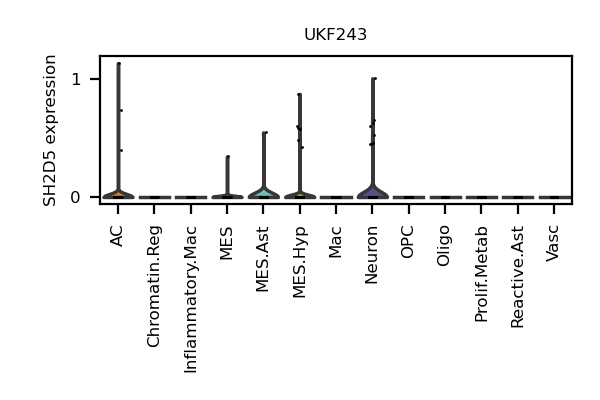 UKF243
SH2D5 expression
1
0
AC
Chromatin.Reg
Inflammatory.Mac
MES
MES.Ast
MES.Hyp
Mac
Neuron
OPC
Oligo
Prolif.Metab
Reactive.Ast
Vasc